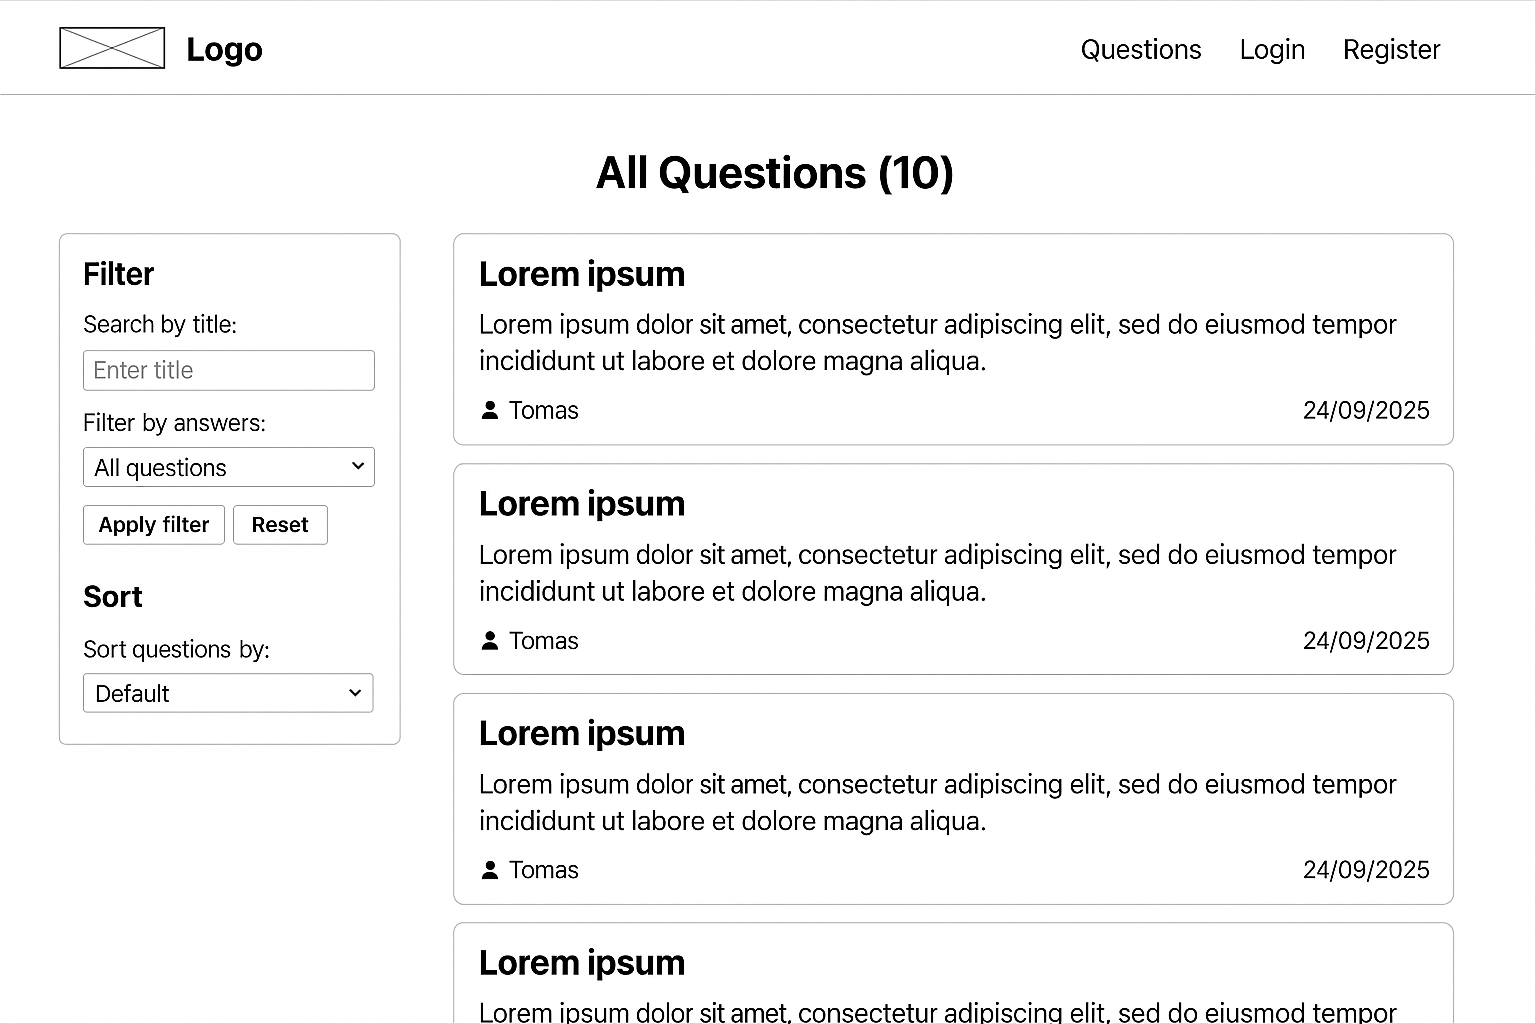 Logo
Questions Login Register
All Questions (10)
Filter
Search by title:
Enter title
Filter by answers:
All questions
Apply filter Reset
Sort
Sort questions by:
Default
Lorem ipsum
Lorem ipsum dolor sit amet, consectetur adipiscing elit, sed do eiusmod tempor
incididunt ut labore et dolore magna aliqua.
Tomas 24/09/2025
Lorem ipsum
Lorem ipsum dolor sit amet, consectetur adipiscing elit, sed do eiusmod tempor
incididunt ut labore et dolore magna aliqua.
Tomas 24/09/2025
Lorem ipsum
Lorem ipsum dolor sit amet, consectetur adipiscing elit, sed do eiusmod tempor
incididunt ut labore et dolore magna aliqua.
Tomas 24/09/2025
Lorem ipsum
Lorem ipsum dolor sit amet, consectetur adipiscing elit, sed do eiusmod tempor